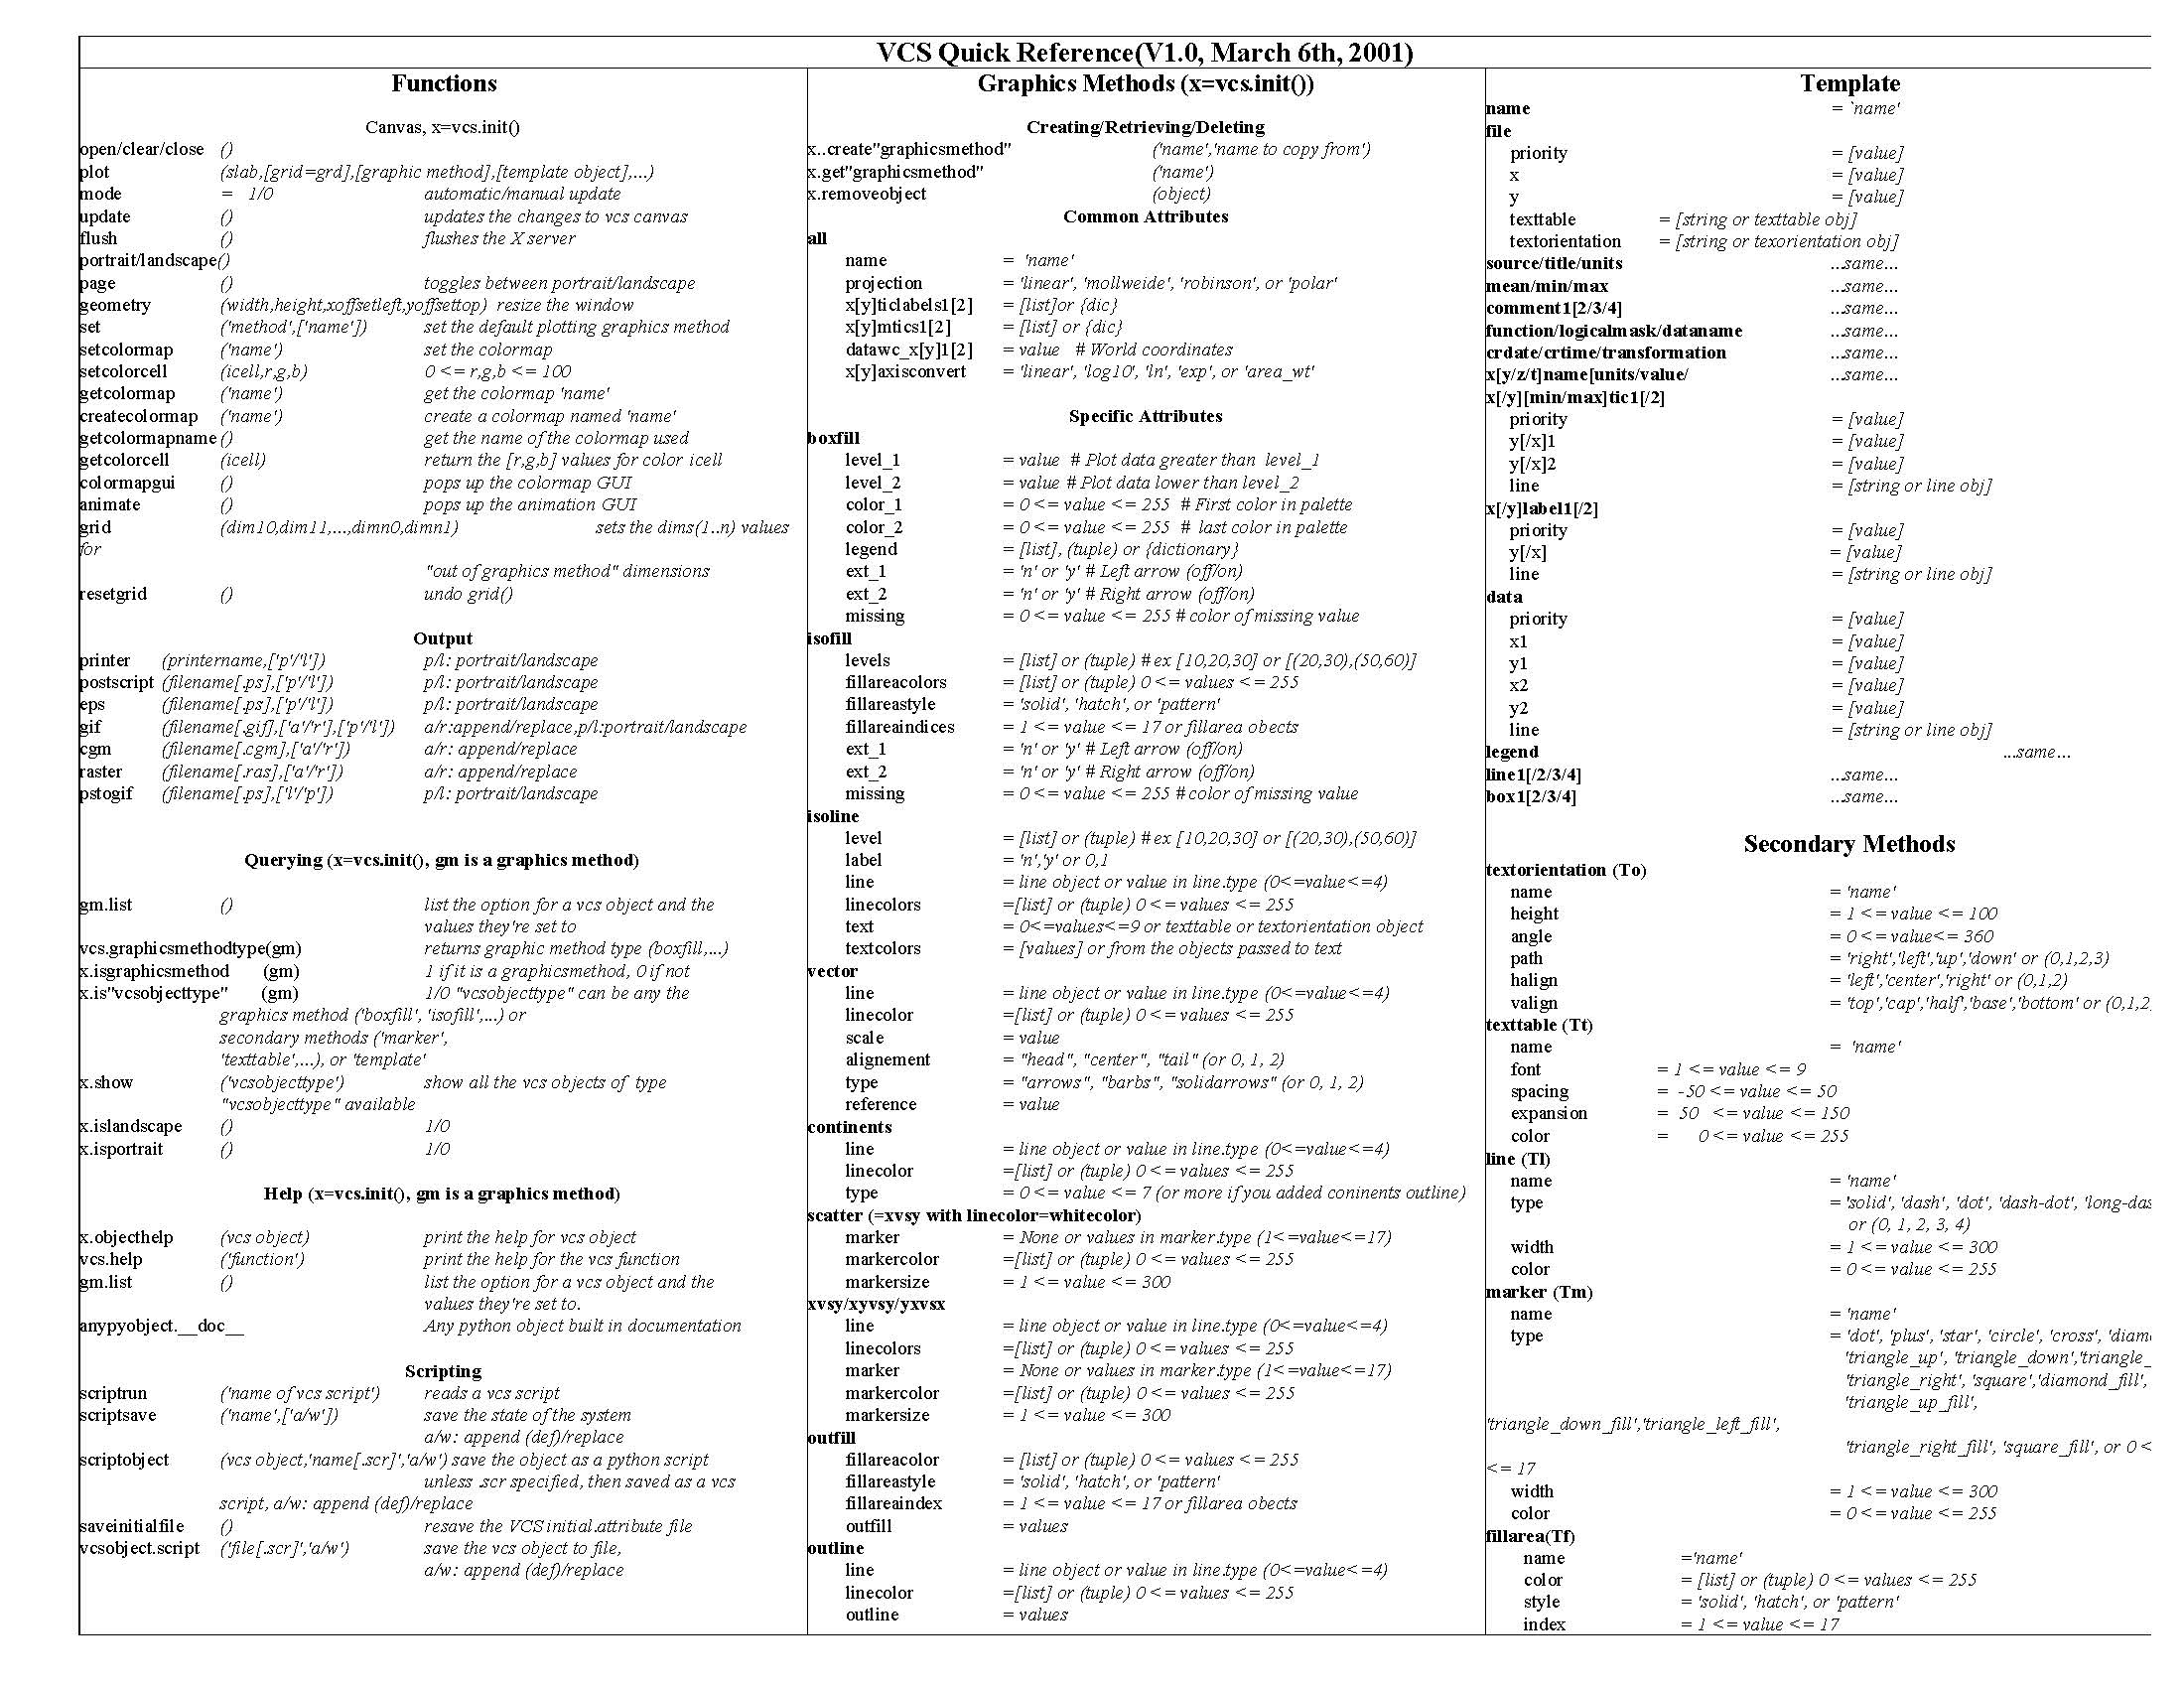 VCS Quick Reference(V1.0, March 6th, 2001)
Functions
Canvas, x=vcs.init()
open/clear/close ()
plot (slab,[grid=grd],[graphic method],[template object],...)
mode = 1/0 automatic/manual update
update () updates the changes to vcs canvas
flush () flushes the X server
portrait/landscape()
page () toggles between portrait/landscape
geometry (width,height,xoffsetleft,yoffsettop) resize the window
set ('method',['name']) set the default plotting graphics method
setcolormap ('name') set the colormap
setcolorcell (icell,r,g,b) 0 <= r,g,b <= 100
getcolormap ('name') get the colormap 'name'
createcolormap ('name') create a colormap named 'name'
getcolormapname () get the name of the colormap used
getcolorcell (icell) return the [r,g,b] values for color icell
colormapgui () pops up the colormap GUI
animate () pops up the animation GUI
grid (dim10,dim11,...,dimn0,dimn1) sets the dims(1..n) values
for
"out of graphics method" dimensions
resetgrid () undo grid()
Output
printer (printername,['p'/'l']) p/l: portrait/landscape
postscript (filename[.ps],['p'/'l']) p/l: portrait/landscape
eps (filename[.ps],['p'/'l']) p/l: portrait/landscape
gif (filename[.gif],['a'/'r'],['p'/'l']) a/r:append/replace,p/l:portrait/landscape
cgm (filename[.cgm],['a'/'r']) a/r: append/replace
raster (filename[.ras],['a'/'r']) a/r: append/replace
pstogif (filename[.ps],['l'/'p']) p/l: portrait/landscape
Querying (x=vcs.init(), gm is a graphics method)
gm.list () list the option for a vcs object and the
values they're set to
vcs.graphicsmethodtype(gm) returns graphic method type (boxfill,...)
x.isgraphicsmethod (gm) 1 if it is a graphicsmethod, 0 if not
x.is"vcsobjecttype" (gm) 1/0 "vcsobjecttype" can be any the
graphics method ('boxfill', 'isofill',...) or
secondary methods ('marker',
'texttable',...), or 'template'
x.show ('vcsobjecttype') show all the vcs objects of type
"vcsobjecttype" available
x.islandscape () 1/0
x.isportrait () 1/0
Help (x=vcs.init(), gm is a graphics method)
x.objecthelp (vcs object) print the help for vcs object
vcs.help ('function') print the help for the vcs function
gm.list () list the option for a vcs object and the
values they're set to.
anypyobject.__doc__ Any python object built in documentation
Scripting
scriptrun ('name of vcs script') reads a vcs script
scriptsave ('name',['a/w']) save the state of the system
a/w: append (def)/replace
scriptobject (vcs object,'name[.scr]','a/w') save the object as a python script
unless .scr specified, then saved as a vcs
script, a/w: append (def)/replace
saveinitialfile () resave the VCS initial.attribute file
vcsobject.script ('file[.scr]','a/w') save the vcs object to file,
a/w: append (def)/replace
Graphics Methods (x=vcs.init())
Creating/Retrieving/Deleting
x..create"graphicsmethod" ('name','name to copy from')
x.get"graphicsmethod" ('name')
x.removeobject (object)
Common Attributes
all
name = 'name'
projection = 'linear', 'mollweide', 'robinson', or 'polar'
x[y]ticlabels1[2] = [list]or {dic}
x[y]mtics1[2] = [list] or {dic}
datawc_x[y]1[2] = value # World coordinates
x[y]axisconvert = 'linear', 'log10', 'ln', 'exp', or 'area_wt'
Specific Attributes
boxfill
level_1 = value # Plot data greater than level_1
level_2 = value # Plot data lower than level_2
color_1 = 0 <= value <= 255 # First color in palette
color_2 = 0 <= value <= 255 # last color in palette
legend = [list], (tuple) or {dictionary}
ext_1 = 'n' or 'y' # Left arrow (off/on)
ext_2 = 'n' or 'y' # Right arrow (off/on)
missing = 0 <= value <= 255 # color of missing value
isofill
levels = [list] or (tuple) # ex [10,20,30] or [(20,30),(50,60)]
fillareacolors = [list] or (tuple) 0 <= values <= 255
fillareastyle = 'solid', 'hatch', or 'pattern'
fillareaindices = 1 <= value <= 17 or fillarea obects
ext_1 = 'n' or 'y' # Left arrow (off/on)
ext_2 = 'n' or 'y' # Right arrow (off/on)
missing = 0 <= value <= 255 # color of missing value
isoline
level = [list] or (tuple) # ex [10,20,30] or [(20,30),(50,60)]
label = 'n','y' or 0,1
line = line object or value in line.type (0<=value<=4)
linecolors =[list] or (tuple) 0 <= values <= 255
text = 0<=values<=9 or texttable or textorientation object
textcolors = [values] or from the objects passed to text
vector
line = line object or value in line.type (0<=value<=4)
linecolor =[list] or (tuple) 0 <= values <= 255
scale = value
alignement = "head", "center", "tail" (or 0, 1, 2)
type = "arrows", "barbs", "solidarrows" (or 0, 1, 2)
reference = value
continents
line = line object or value in line.type (0<=value<=4)
linecolor =[list] or (tuple) 0 <= values <= 255
type = 0 <= value <= 7 (or more if you added coninents outline)
scatter (=xvsy with linecolor=whitecolor)
marker = None or values in marker.type (1<=value<=17)
markercolor =[list] or (tuple) 0 <= values <= 255
markersize = 1 <= value <= 300
xvsy/xyvsy/yxvsx
line = line object or value in line.type (0<=value<=4)
linecolors =[list] or (tuple) 0 <= values <= 255
marker = None or values in marker.type (1<=value<=17)
markercolor =[list] or (tuple) 0 <= values <= 255
markersize = 1 <= value <= 300
outfill
fillareacolor = [list] or (tuple) 0 <= values <= 255
fillareastyle = 'solid', 'hatch', or 'pattern'
fillareaindex = 1 <= value <= 17 or fillarea obects
outfill = values
outline
line = line object or value in line.type (0<=value<=4)
linecolor =[list] or (tuple) 0 <= values <= 255
outline = values
Template
name = `name'
file
priority = [value]
x = [value]
y = [value]
texttable = [string or texttable obj]
textorientation = [string or texorientation obj]
source/title/units ...same...
mean/min/max ...same...
comment1[2/3/4] ...same...
function/logicalmask/dataname ...same...
crdate/crtime/transformation ...same...
x[y/z/t]name[units/value/ ...same...
x[/y][min/max]tic1[/2]
priority = [value]
y[/x]1 = [value]
y[/x]2 = [value]
line = [string or line obj]
x[/y]label1[/2]
priority = [value]
y[/x] = [value]
line = [string or line obj]
data
priority = [value]
x1 = [value]
y1 = [value]
x2 = [value]
y2 = [value]
line = [string or line obj]
legend ...same...
line1[/2/3/4] ...same...
box1[2/3/4] ...same...
Secondary Methods
textorientation (To)
name = 'name'
height = 1 <= value <= 100
angle = 0 <= value<= 360
path = 'right','left','up','down' or (0,1,2,3)
halign = 'left','center','right' or (0,1,2)
valign = 'top','cap','half','base','bottom' or (0,1,2,
texttable (Tt)
name = 'name'
font = 1 <= value <= 9
spacing = -50 <= value <= 50
expansion = 50 <= value <= 150
color = 0 <= value <= 255
line (Tl)
name = 'name'
type = 'solid', 'dash', 'dot', 'dash-dot', 'long-das
or (0, 1, 2, 3, 4)
width = 1 <= value <= 300
color = 0 <= value <= 255
marker (Tm)
name = 'name'
type = 'dot', 'plus', 'star', 'circle', 'cross', 'diam
'triangle_up', 'triangle_down','triangle_
'triangle_right', 'square','diamond_fill',
'triangle_up_fill',
'triangle_down_fill','triangle_left_fill',
'triangle_right_fill', 'square_fill', or 0 <
<= 17
width = 1 <= value <= 300
color = 0 <= value <= 255
fillarea(Tf)
name ='name'
color = [list] or (tuple) 0 <= values <= 255
style = 'solid', 'hatch', or 'pattern'
index = 1 <= value <= 17